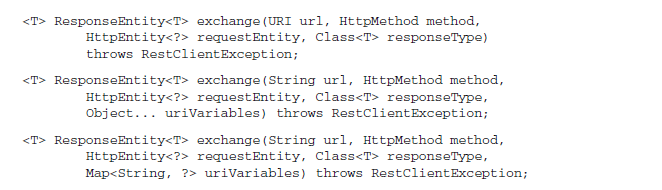 <T> ResponseEntity<T> exchange(URI url, HttpMethod method,
HttpEntity<?> requestEntity, Class<T> responseType)
throws RestClientException;
<T> ResponseEntity<T> exchange(String url, HttpMethod method,
HttpEntity<?> requestEntity, Class<T> responseType,
Object... uriVariables) throws RestClientException;
<T> ResponseEntity<T> exchange(String url, HttpMethod method,
HttpEntity<?> requestEntity, Class<T> responseType,
Map<String, ?> uriVariables) throws RestClientException;